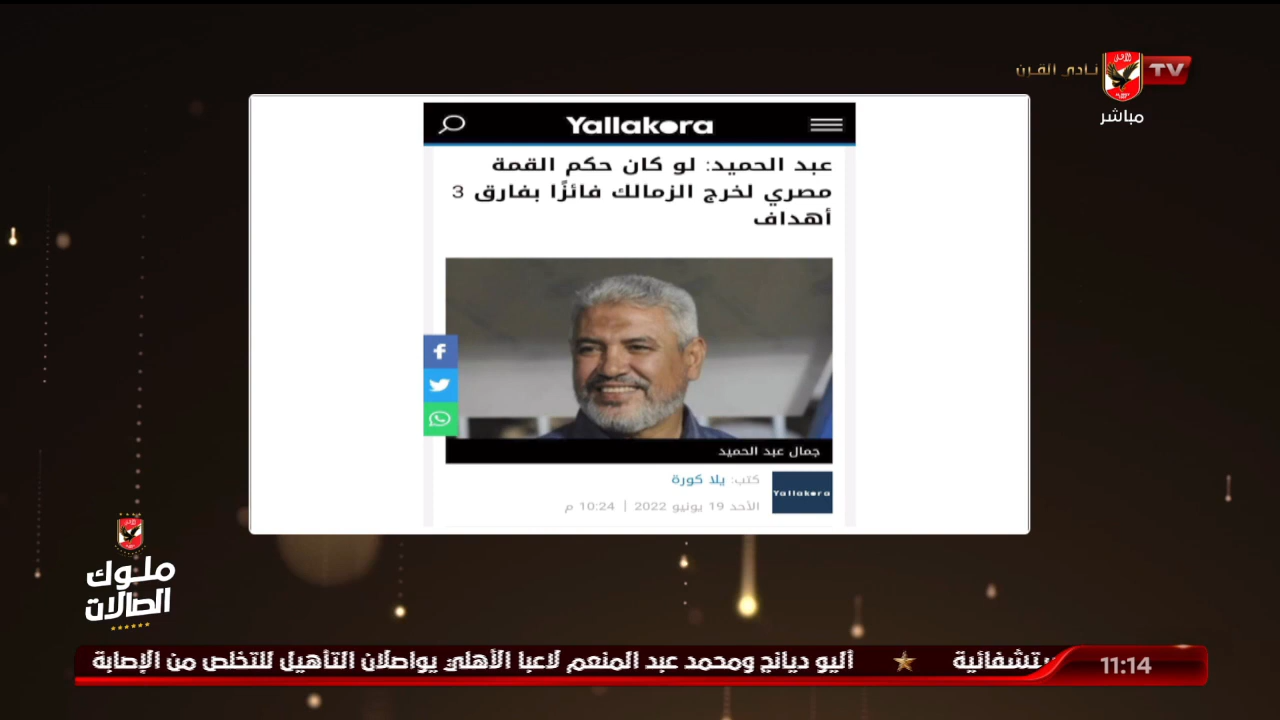 نادي القرن
TV
مباشر
Yallakora
عبد الحميد: لو كان حكم القمة
مصري لخرج الزمالك فائزًا بفارق 3
أهداف
جمال عبد الحميد
كتب: يلا كورة
Yallakora
الأحد 19 يونيو 2022 | 10:24 م
ملوك
الصالات
ستشفائية
أليو ديانج ومحمد عبد المنعم لاعبا الأهلي يواصلان التأهيل للتخلص من الإصابة
11:14